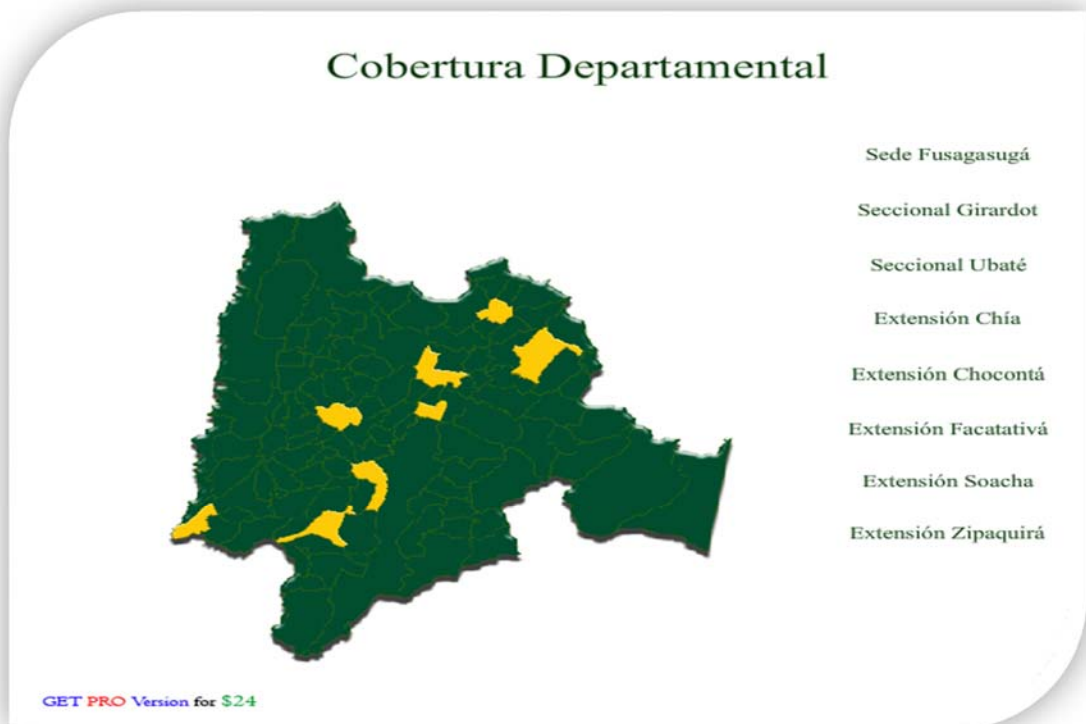 Cobertura Departamental
Sede Fusagasugá
Seccional Girardot
Seccional Ubaté
Extensión Chía
Extensión Chocontá
Extensión Facatativá
Extensión Soacha
Extensión Zipaquirá
GET PRO Version for $24